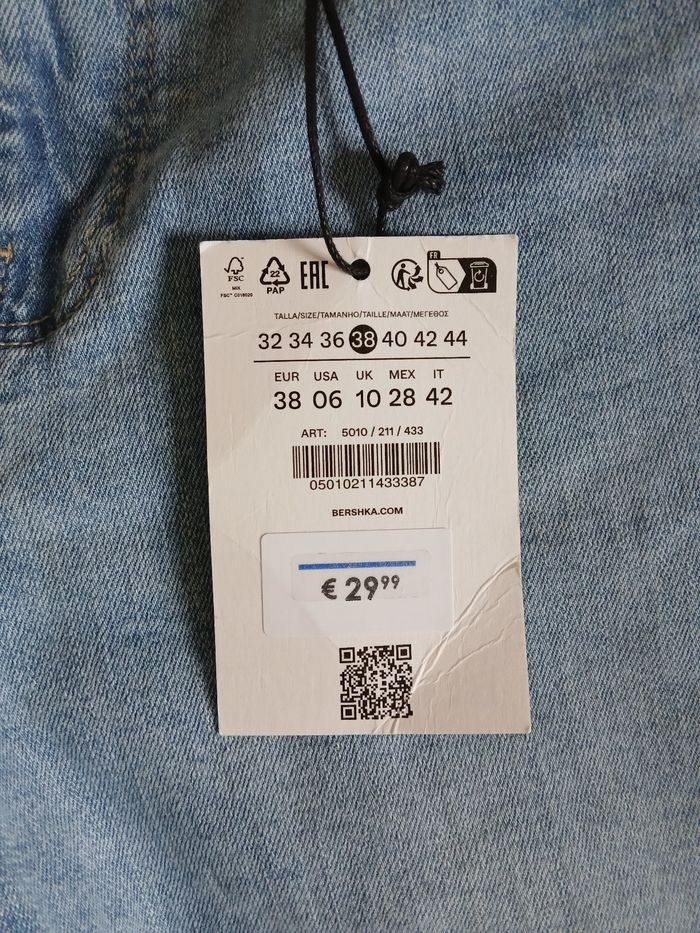 FSC
MIX
FSC™ C018020
22
PAP
EAC
FR
TALLA/SIZE/TAMANHO/TAILLE/MAAT/ΜΕΓΕΘΟΣ
32 34 36 38 40 42 44
EUR USA UK MEX IT
38 06 10 28 42
ART: 5010 / 211 / 433
05010211433387
BERSHKA.COM
€ 29⁹⁹